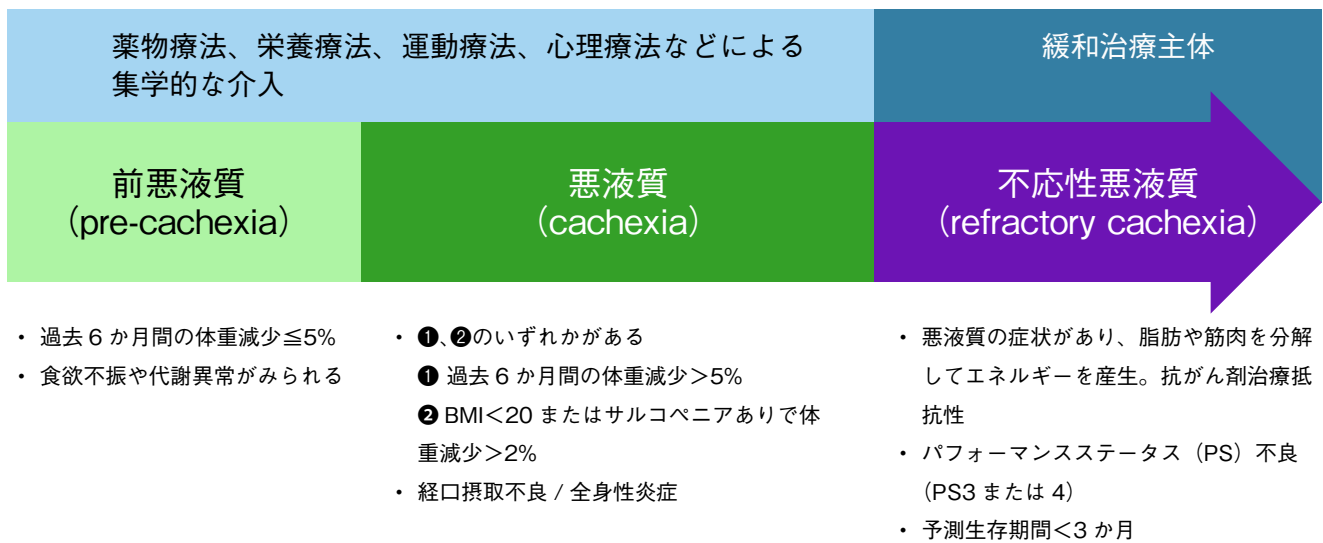 薬物療法、栄養療法、運動療法、心理療法などによる
集学的な介入
緩和治療主体
前悪液質
（pre-cachexia）
悪液質
（cachexia）
不応性悪液質
（refractory cachexia）
・ 過去 6 か月間の体重減少≦5%
・ 食欲不振や代謝異常がみられる
・ ❶、❷のいずれかがある
❶ 過去 6 か月間の体重減少＞5%
❷ BMI＜20 またはサルコペニアありで体
重減少＞2%
・ 経口摂取不良 / 全身性炎症
・ 悪液質の症状があり、脂肪や筋肉を分解
してエネルギーを産生。抗がん剤治療抵
抗性
・ パフォーマンスステータス（PS）不良
（PS3 または 4）
・ 予測生存期間＜3 か月